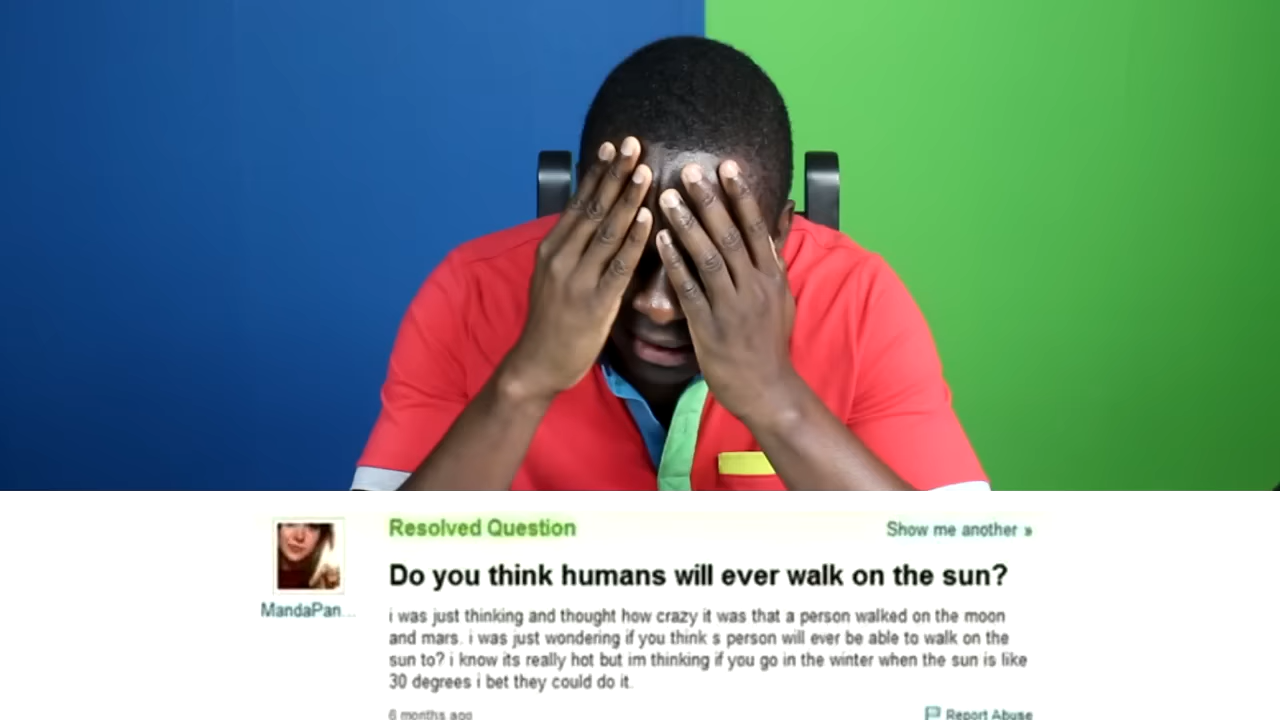 Resolved Question
Show me another »
Do you think humans will ever walk on the sun?
MandaPan...
i was just thinking and thought how crazy it was that a person walked on the moon
and mars. i was just wondering if you think s person will ever be able to walk on the
sun to? i know its really hot but im thinking if you go in the winter when the sun is like
30 degrees i bet they could do it.
6 months ago
Report Abuse